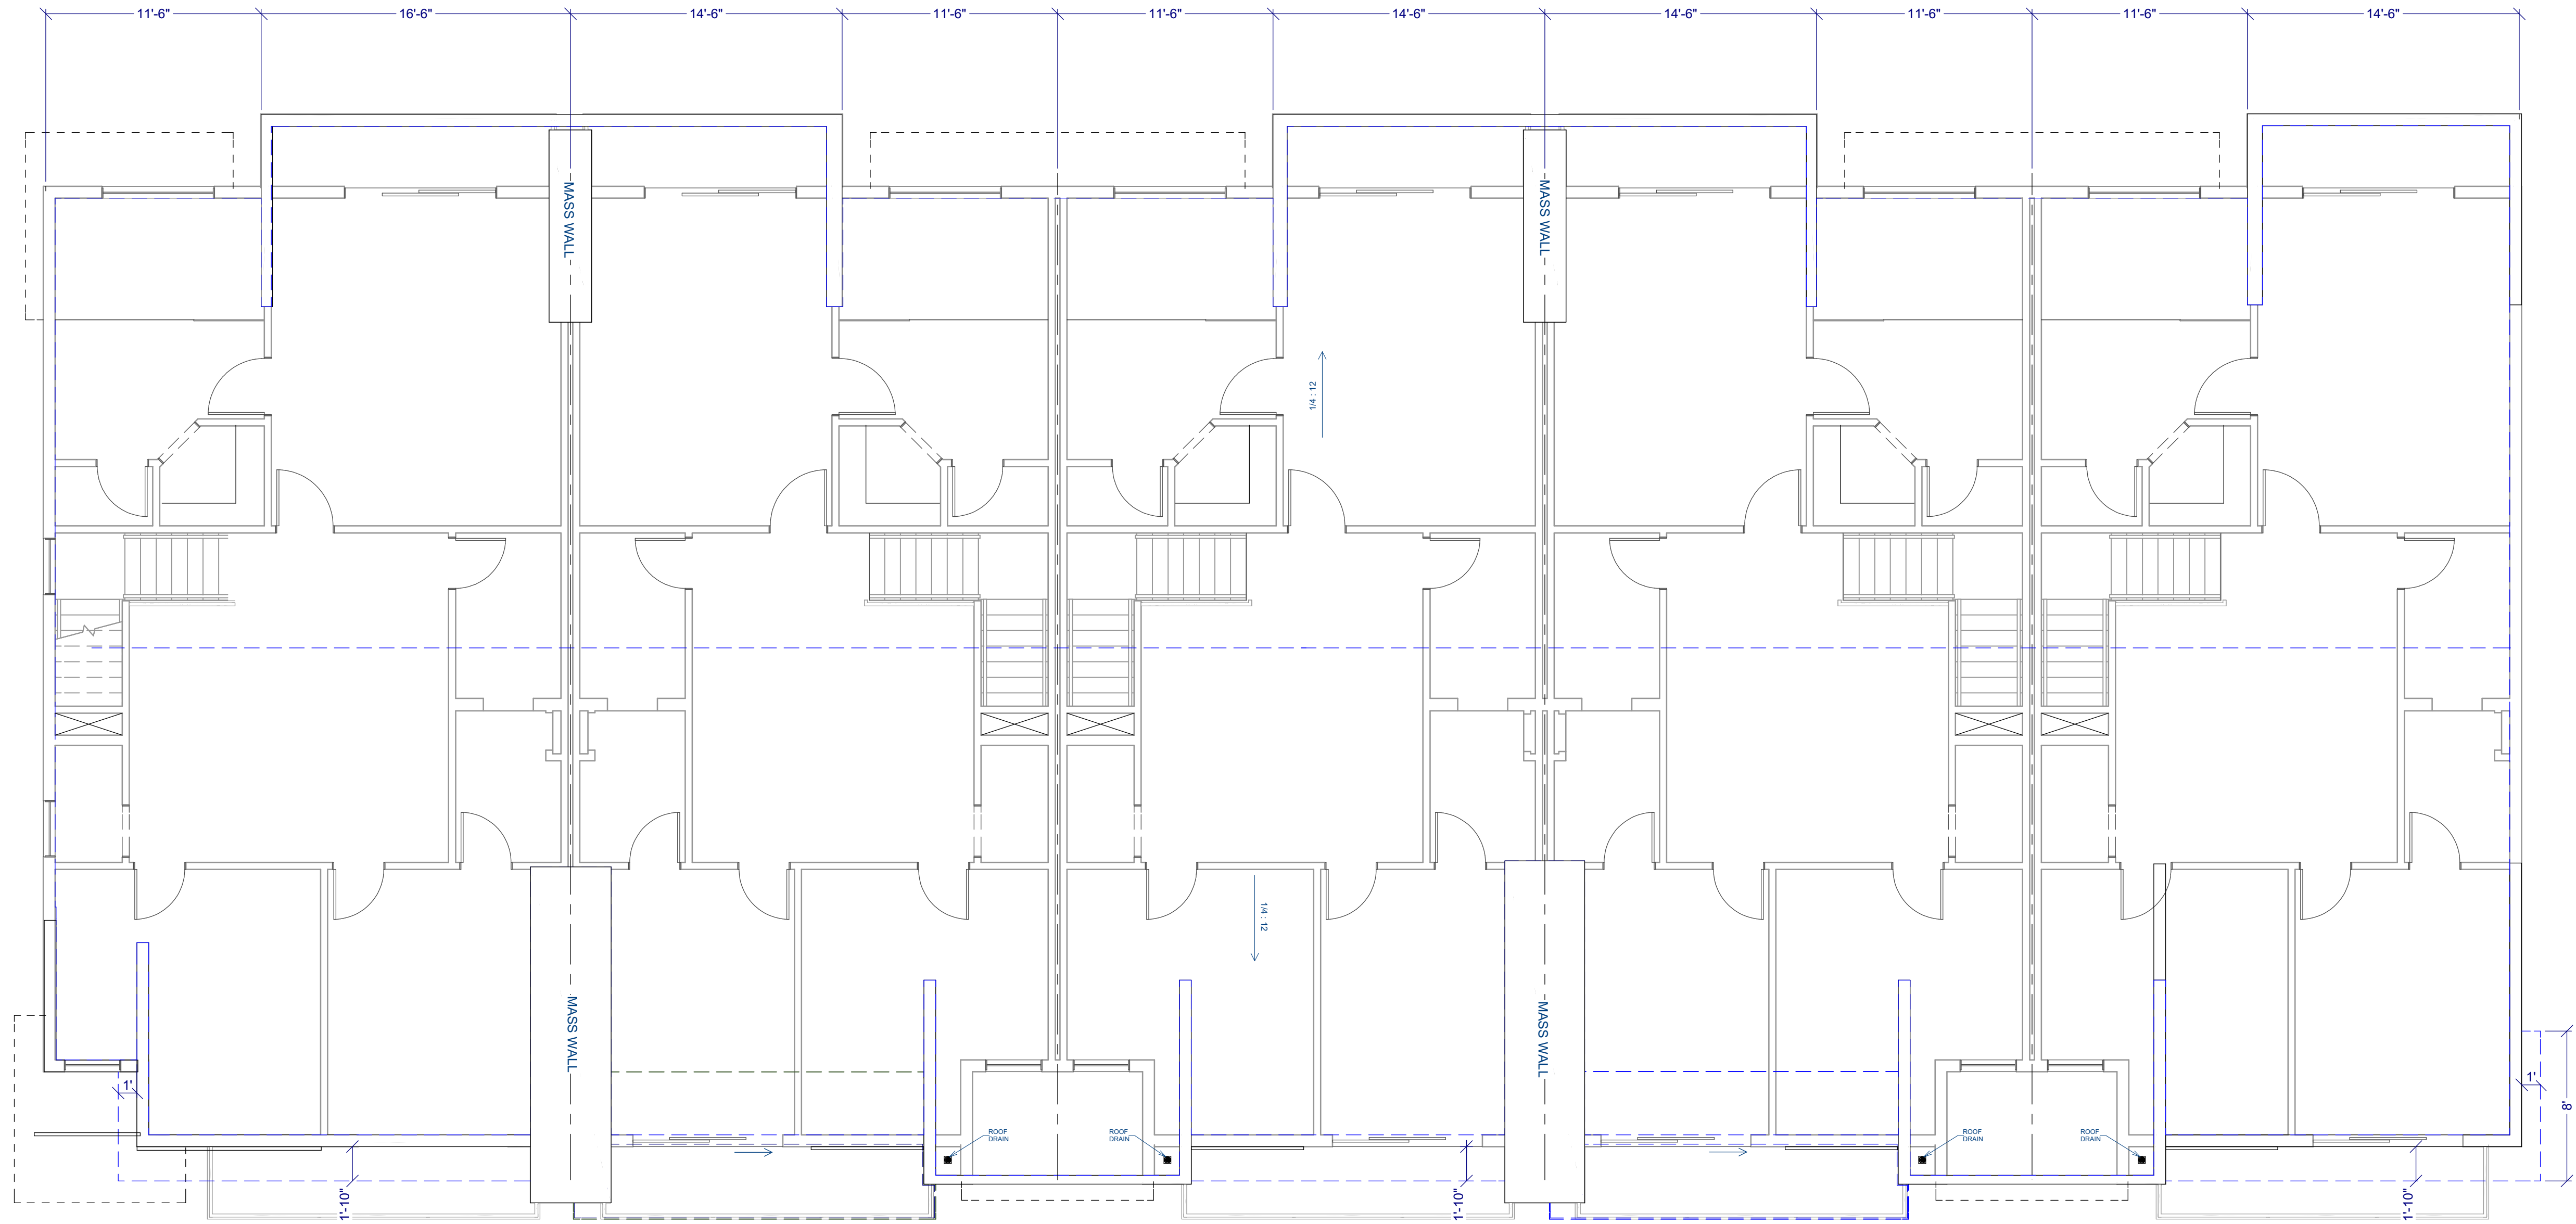 11'-6"
16'-6"
14'-6"
11'-6"
11'-6"
14'-6"
14'-6"
11'-6"
11'-6"
14'-6"
MASS WALL
MASS WALL
1/4 : 12
1/4 : 12
MASS WALL
MASS WALL
1'
1'
8'
ROOF
DRAIN
ROOF
DRAIN
ROOF
DRAIN
ROOF
DRAIN
1'-10"
1'-10"
1'-10"